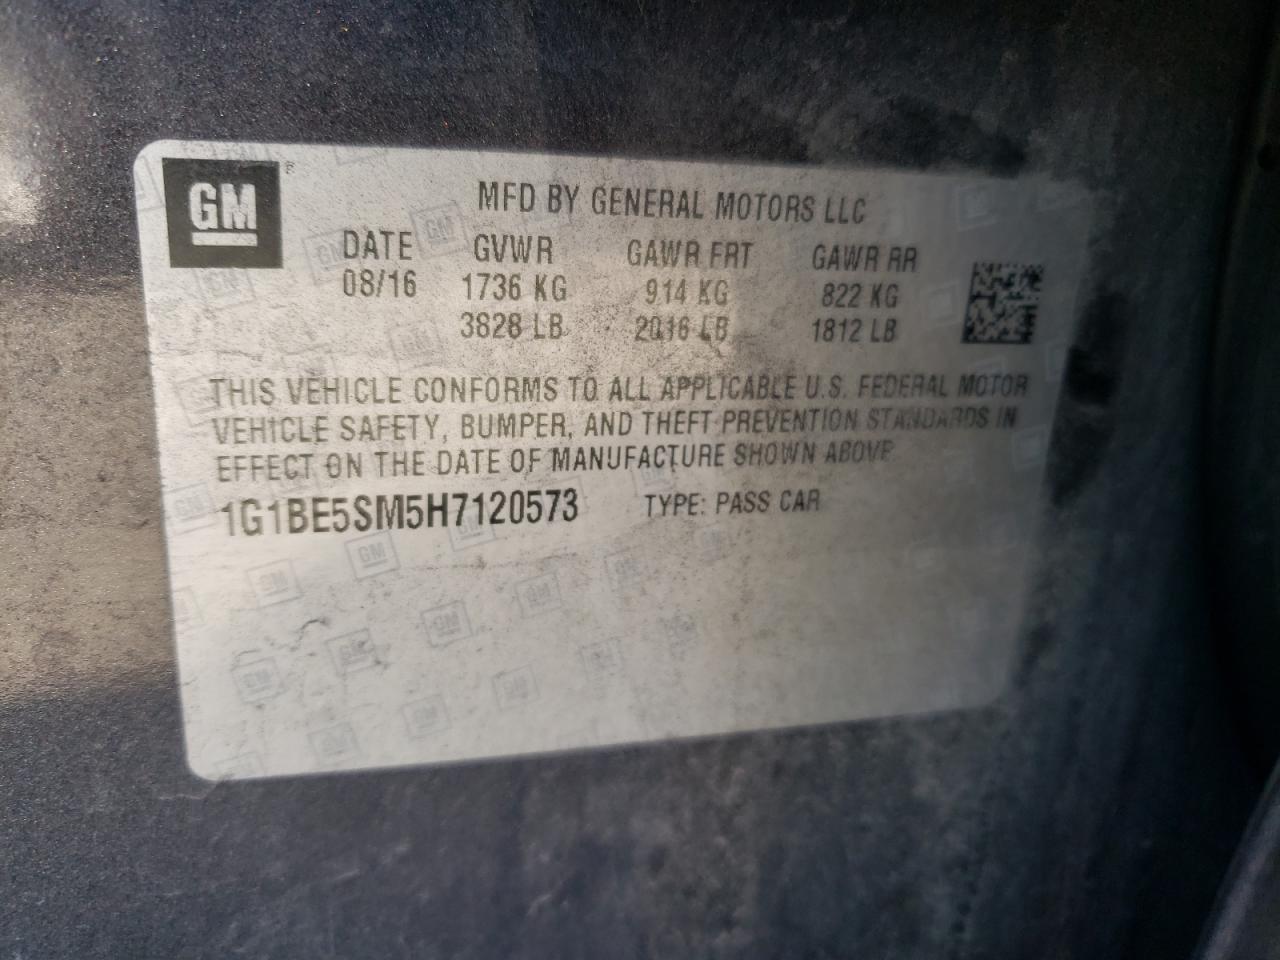 GM
MFD BY GENERAL MOTORS LLC
DATE GVWR GAWR FRT GAWR RR
08/16 1736 KG 914 KG 822 KG
3828 LB 2016 LB 1812 LB
THIS VEHICLE CONFORMS TO ALL APPLICABLE U.S. FEDERAL MOTOR
VEHICLE SAFETY, BUMPER, AND THEFT PREVENTION STANDARDS IN
EFFECT ON THE DATE OF MANUFACTURE SHOWN ABOVE
1G1BE5SM5H7120573 TYPE: PASS CAR